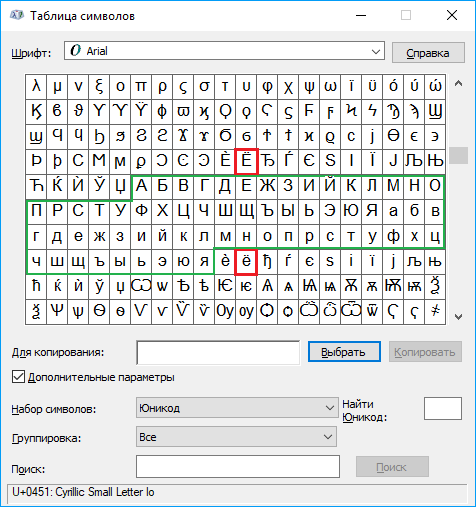 Таблица символов
Шрифт: O Arial Справка
λ μ ν ξ ο π ρ ς σ τ υ φ χ ψ ω ϊ ϋ ό ύ ώ
Ϗ ϐ ϑ ϒ ϓ ϔ ϕ ϖ ϗ Ϙ ϙ Ϛ ϛ Ϝ ϝ Ϟ ϟ Ϡ ϡ Ϣ
ϣ Ϥ ϥ Ϧ ϧ Ϩ ϩ Ϫ ϫ Ϭ ϭ Ϯ ϯ ϰ ϱ ϲ ϳ ϴ ϵ ϶
Ϸ ϸ Ϲ Ϻ ϻ ϼ Ͻ Ͼ Ͽ Ѐ Ё Ђ Ѓ Є Ѕ І Ї Ј Љ Њ
Ћ Ќ Ѝ Ў Џ А Б В Г Д Е Ж З И Й К Л М Н О
П Р С Т У Ф Х Ц Ч Ш Щ Ъ Ы Ь Э Ю Я а б в
г д е ж з и й к л м н о п р с т у ф х ц
ч ш щ ъ ы ь э ю я ѐ ё ђ ѓ є ѕ і ї ј љ њ
ћ ќ ѝ ў џ Ѡ ѡ Ѣ ѣ Ѥ ѥ Ѧ ѧ Ѩ ѩ Ѫ ѫ Ѭ ѭ Ѯ
ѯ Ѱ ѱ Ѳ ѳ Ѵ ѵ Ѷ ѷ Ѹ ѹ Ѻ ѻ Ѽ ѽ Ѿ ѿ Ҁ ҁ ҂
Для копирования: Выбрать Копировать
Дополнительные параметры
Набор символов: Юникод Найти Юникод:
Группировка: Все
Поиск: Поиск
U+0451: Cyrillic Small Letter Io